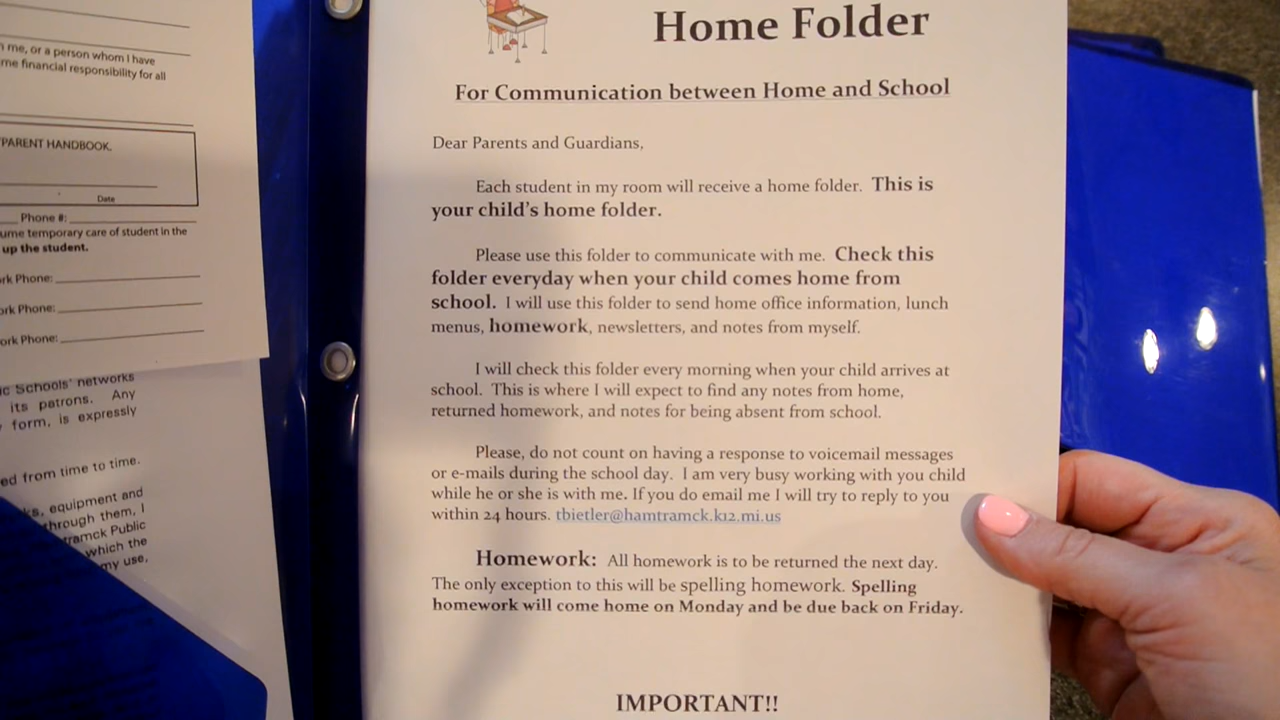 me, or a person whom I have
me financial responsibility for all
PARENT HANDBOOK.
Date
Phone #:
ume temporary care of student in the
up the student.
rk Phone:
rk Phone:
ork Phone:
ic Schools' networks
its patrons. Any
form, is expressly
ed from time to time.
ks, equipment and
through them, I
tramck Public
which the
my use,
Home Folder
For Communication between Home and School
Dear Parents and Guardians,
Each student in my room will receive a home folder. This is
your child's home folder.
Please use this folder to communicate with me. Check this
folder everyday when your child comes home from
school. I will use this folder to send home office information, lunch
menus, homework, newsletters, and notes from myself.
I will check this folder every morning when your child arrives at
school. This is where I will expect to find any notes from home,
returned homework, and notes for being absent from school.
Please, do not count on having a response to voicemail messages
or e-mails during the school day. I am very busy working with you child
while he or she is with me. If you do email me I will try to reply to you
within 24 hours. tbietler@hamtramck.k12.mi.us
Homework: All homework is to be returned the next day.
The only exception to this will be spelling homework. Spelling
homework will come home on Monday and be due back on Friday.
IMPORTANT!!